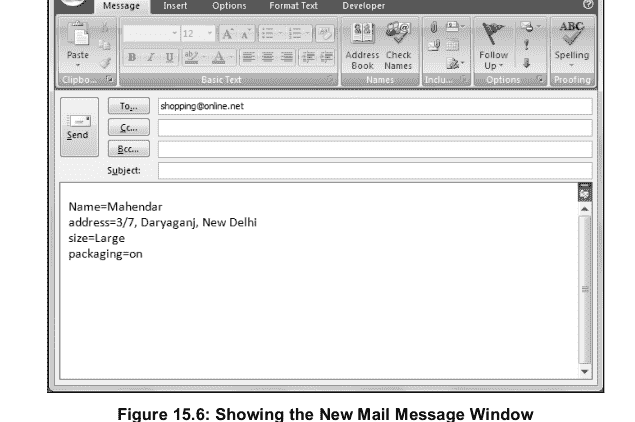 Message Insert Options Format Text Developer
12 A A
B I U ab A
Paste
Address Book
Check Names
Follow Up
ABC
Spelling
Clipbo... Basic Text Names Inclu... Options Proofing
Send
To... shopping@online.net
Cc...
Bcc...
Subject:
Name=Mahendar
address=3/7, Daryaganj, New Delhi
size=Large
packaging=on
Figure 15.6: Showing the New Mail Message Window